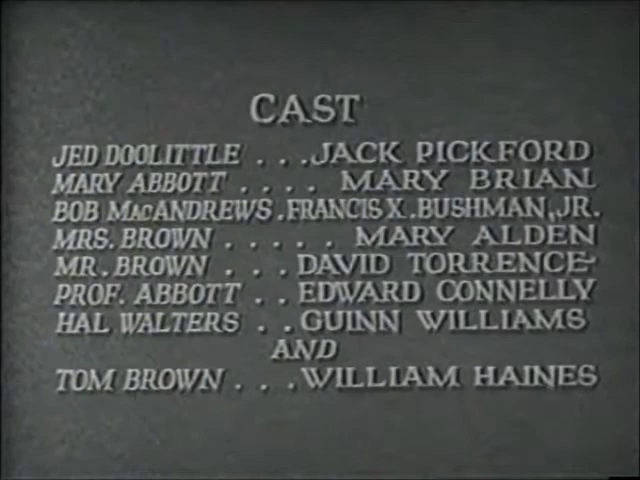 CAST
JED DOOLITTLE . . . JACK PICKFORD
MARY ABBOTT . . . . MARY BRIAN
BOB MACANDREWS . FRANCIS X. BUSHMAN, JR.
MRS. BROWN . . . . . MARY ALDEN
MR. BROWN . . . DAVID TORRENCE
PROF. ABBOTT . . EDWARD CONNELLY
HAL WALTERS . . GUINN WILLIAMS
AND
TOM BROWN . . . WILLIAM HAINES